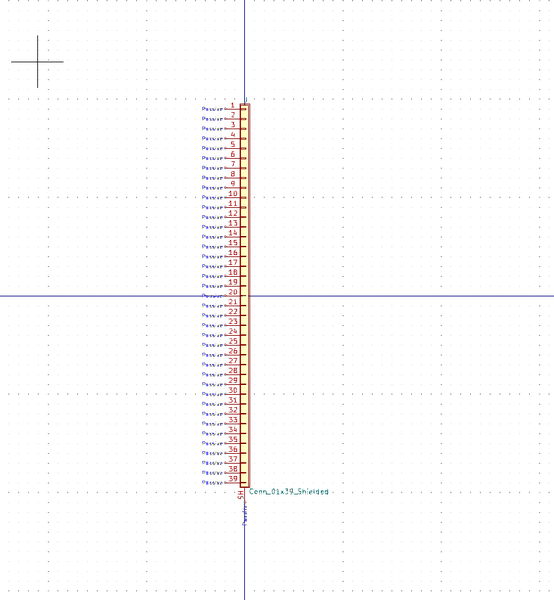 J
Passive 1
Passive 2
Passive 3
Passive 4
Passive 5
Passive 6
Passive 7
Passive 8
Passive 9
Passive 10
Passive 11
Passive 12
Passive 13
Passive 14
Passive 15
Passive 16
Passive 17
Passive 18
Passive 19
Passive 20
Passive 21
Passive 22
Passive 23
Passive 24
Passive 25
Passive 26
Passive 27
Passive 28
Passive 29
Passive 30
Passive 31
Passive 32
Passive 33
Passive 34
Passive 35
Passive 36
Passive 37
Passive 38
Passive 39
SH
Conn_01x39_Shielded
Passive